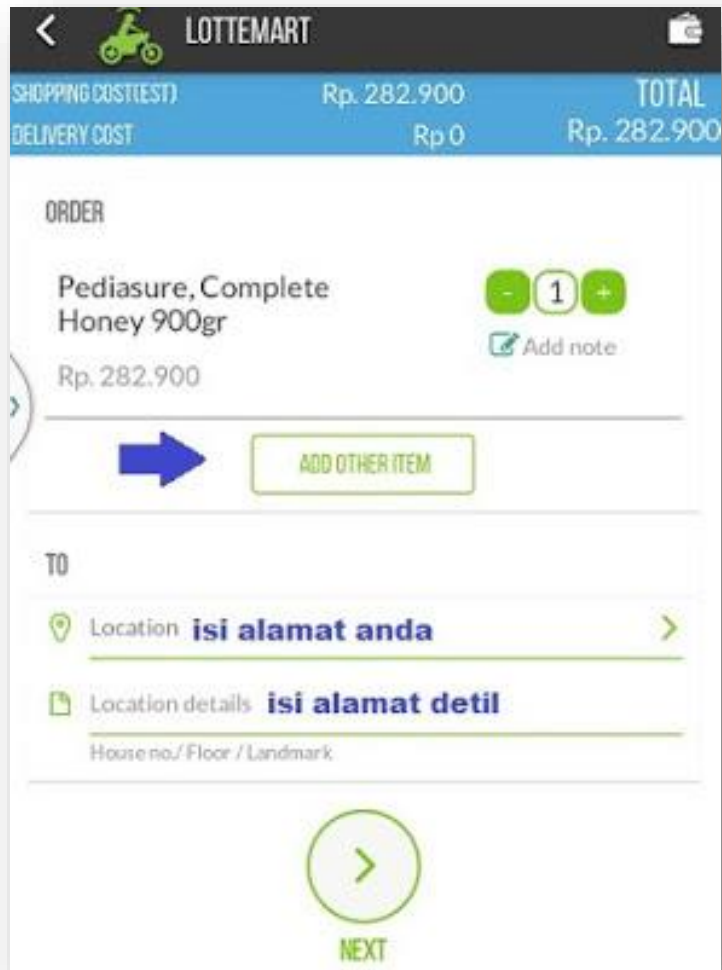 LOTTEMART
SHOPPING COST(EST) Rp. 282.900 TOTAL
DELIVERY COST Rp 0 Rp. 282.900
ORDER
Pediasure, Complete
Honey 900gr
- 1 +
Add note
Rp. 282.900
ADD OTHER ITEM
TO
Location isi alamat anda
Location details isi alamat detil
House no./ Floor / Landmark
NEXT